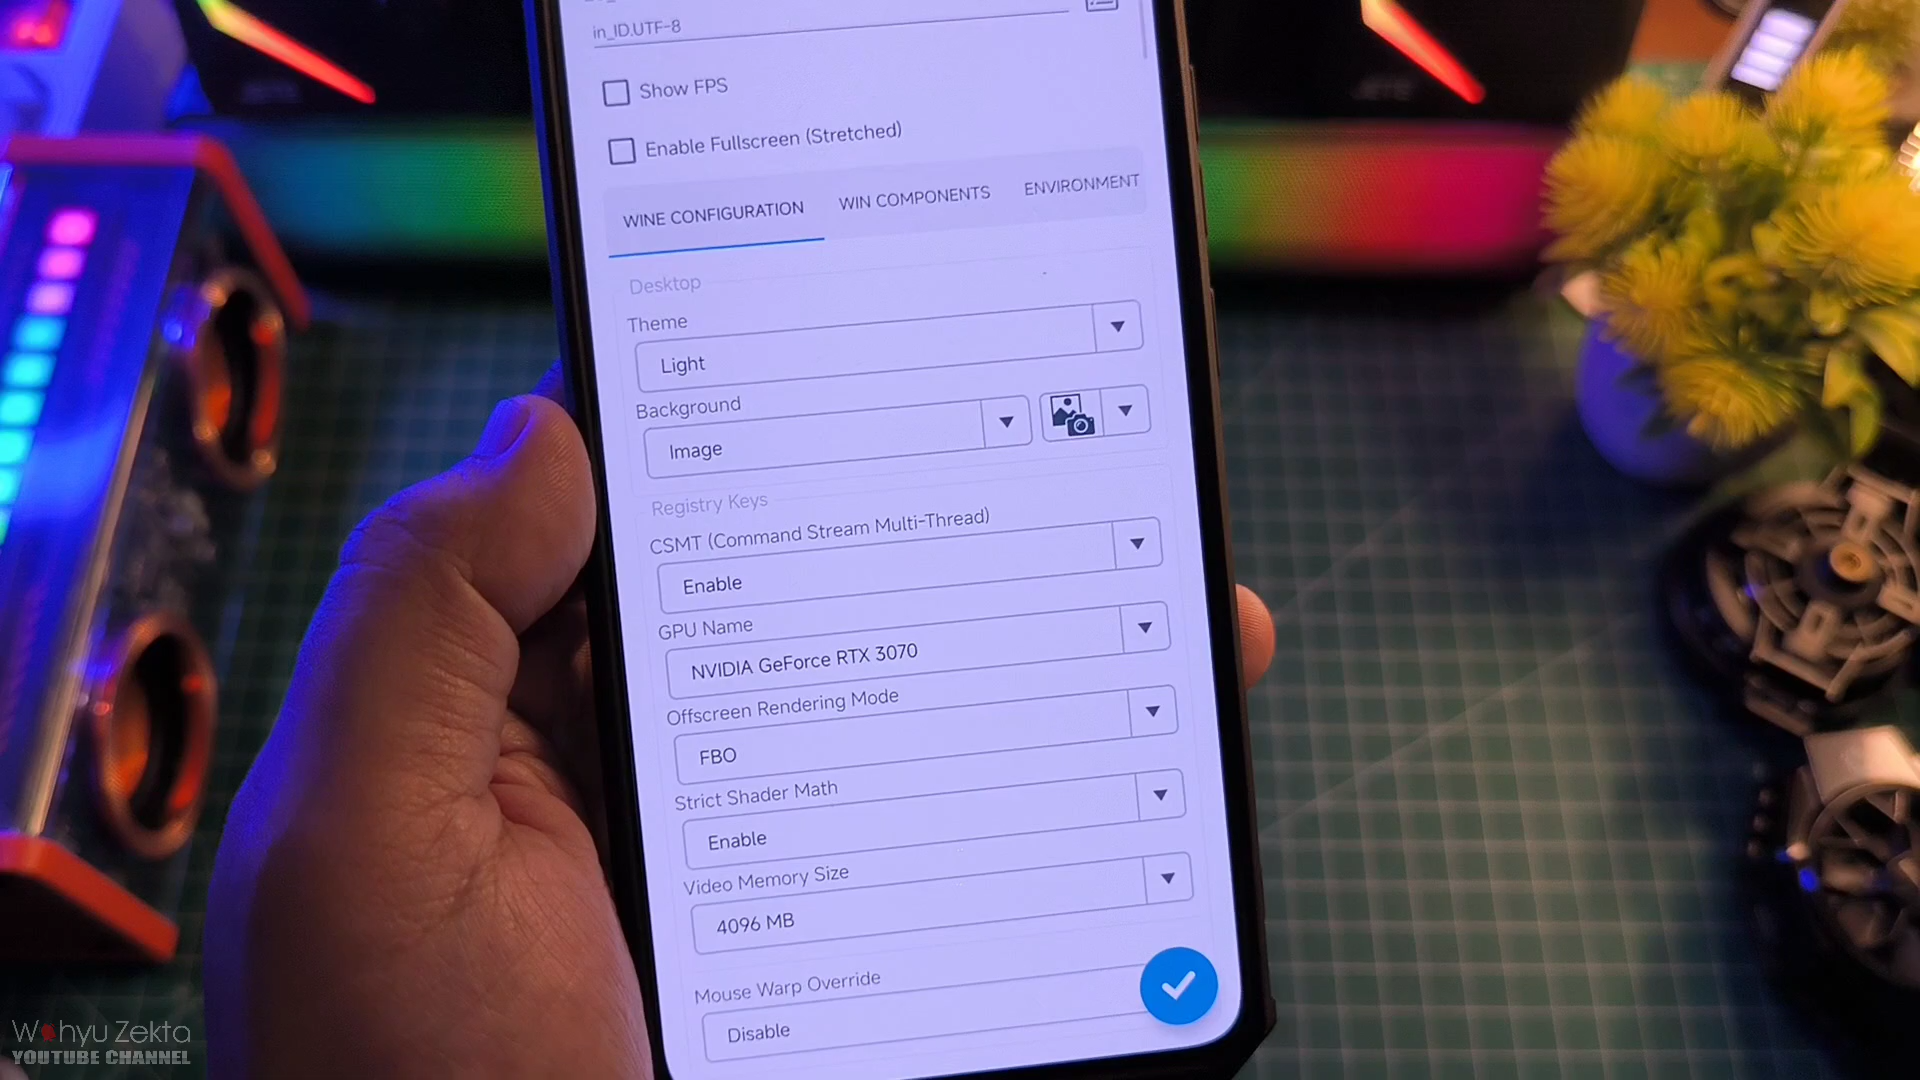 in_ID.UTF-8
Show FPS
Enable Fullscreen (Stretched)
WINE CONFIGURATION WIN COMPONENTS ENVIRONMENT
Desktop
Theme
Light
Background
Image
Registry Keys
CSMT (Command Stream Multi-Thread)
Enable
GPU Name
NVIDIA GeForce RTX 3070
Offscreen Rendering Mode
FBO
Strict Shader Math
Enable
Video Memory Size
4096 MB
Mouse Warp Override
Disable
Wahyu Zekta
YOUTUBE CHANNEL